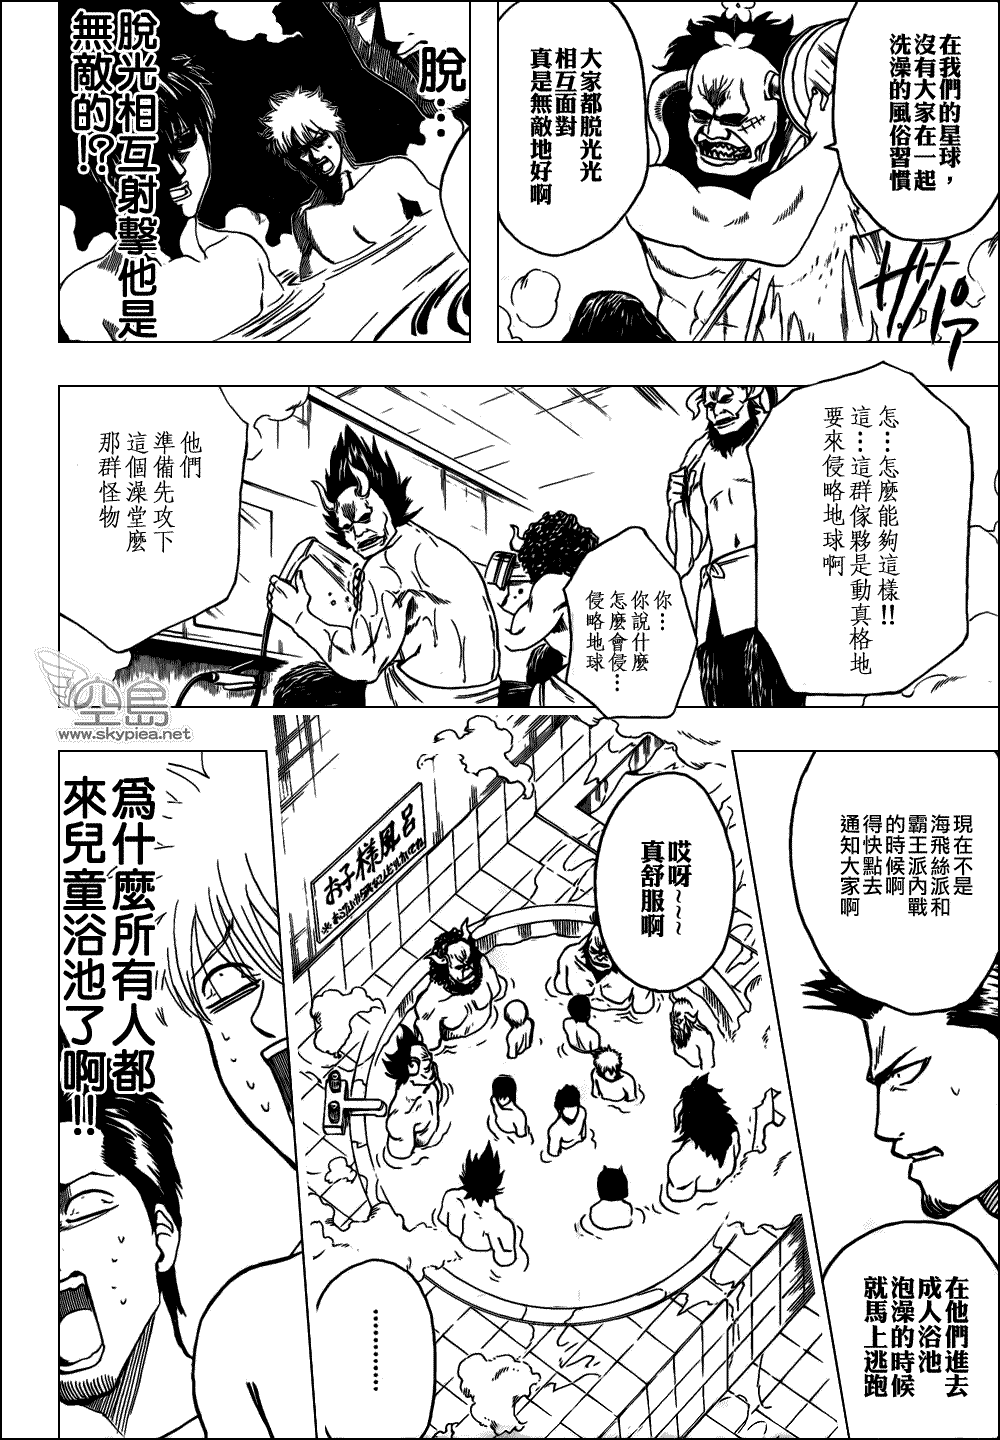 在我們的星球，
沒有大家在一起
洗澡的風俗習慣
大家都脫光光
相互面對
真是無敵地好啊
ザパア
脫…
脫光相互射擊他是
無敵的!?
怎…怎麼能夠這樣!!
這…這群傢夥是動真格地
要來侵略地球啊
你…
你說什麼
怎麼會侵…
侵略地球
他們
準備先攻下
這個澡堂麼
那群怪物
空島
www.skypiea.net
現在不是
海飛絲派和
霸王派內戰
的時候啊
得快點去
通知大家啊
在他們進去
成人浴池
泡澡的時候
就馬上逃跑
哎呀~~~
真舒服啊
お子様風呂
………
為什麼所有人都
來兒童浴池了啊!!!